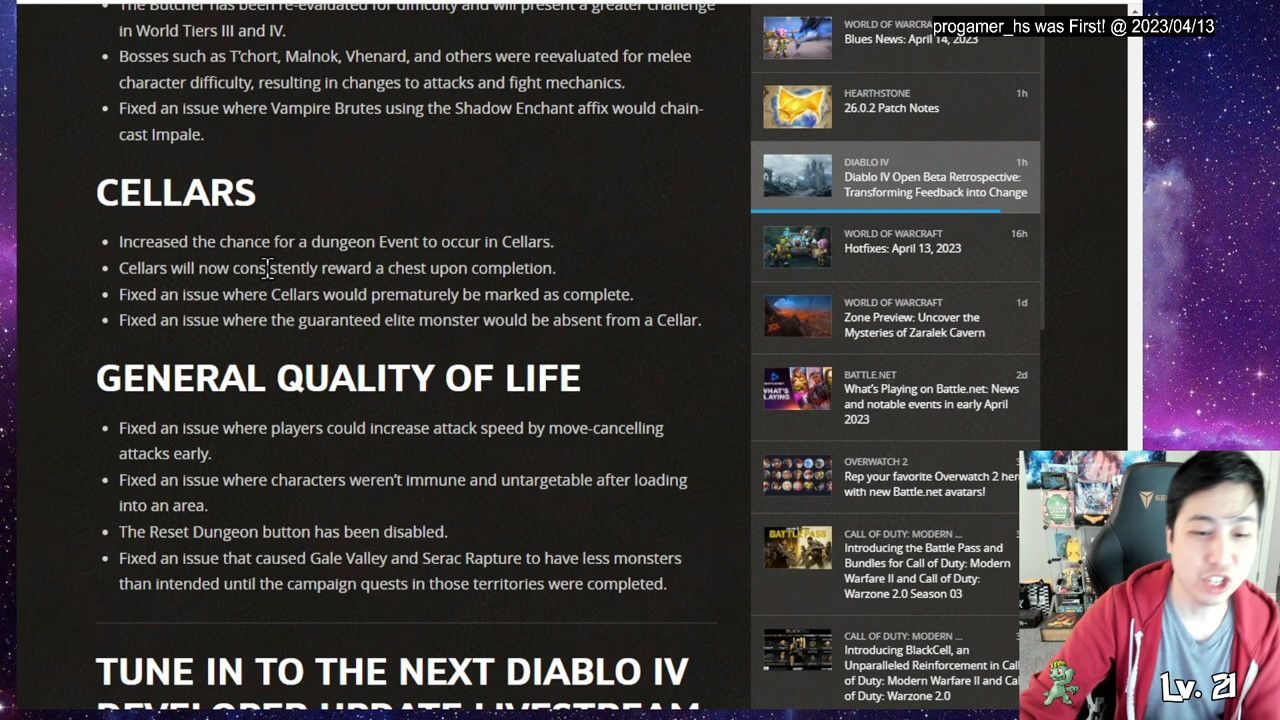 The Butcher has been re-evaluated for difficulty and will present a greater challenge
in World Tiers III and IV.
Bosses such as T'chort, Malnok, Vhenard, and others were reevaluated for melee
character difficulty, resulting in changes to attacks and fight mechanics.
Fixed an issue where Vampire Brutes using the Shadow Enchant affix would chain-
cast Impale.
CELLARS
Increased the chance for a dungeon Event to occur in Cellars.
Cellars will now consistently reward a chest upon completion.
Fixed an issue where Cellars would prematurely be marked as complete.
Fixed an issue where the guaranteed elite monster would be absent from a Cellar.
GENERAL QUALITY OF LIFE
Fixed an issue where players could increase attack speed by move-cancelling
attacks early.
Fixed an issue where characters weren't immune and untargetable after loading
into an area.
The Reset Dungeon button has been disabled.
Fixed an issue that caused Gale Valley and Serac Rapture to have less monsters
than intended until the campaign quests in those territories were completed.
TUNE IN TO THE NEXT DIABLO IV
DEVELOPER UPDATE LIVESTREAM
progamer_hs was First! @ 2023/04/13
WORLD OF WARCRA
Blues News: April 14, 2023
HEARTHSTONE 1h
26.0.2 Patch Notes
DIABLO IV 1h
Diablo IV Open Beta Retrospective:
Transforming Feedback into Change
WORLD OF WARCRAFT 16h
Hotfixes: April 13, 2023
WORLD OF WARCRAFT 1d
Zone Preview: Uncover the
Mysteries of Zaralek Cavern
BATTLE.NET 2d
What's Playing on Battle.net: News
and notable events in early April
2023
WHAT'S
PLAYING
OVERWATCH 2
Rep your favorite Overwatch 2 her
with new Battle.net avatars!
CALL OF DUTY: MODERN ...
Introducing the Battle Pass and
Bundles for Call of Duty: Modern
Warfare II and Call of Duty:
Warzone 2.0 Season 03
BATTLE PASS
CALL OF DUTY: MODERN ...
Introducing BlackCell, an
Unparalleled Reinforcement in Call
of Duty: Modern Warfare II and Ca
of Duty: Warzone 2.0
Lv. 21